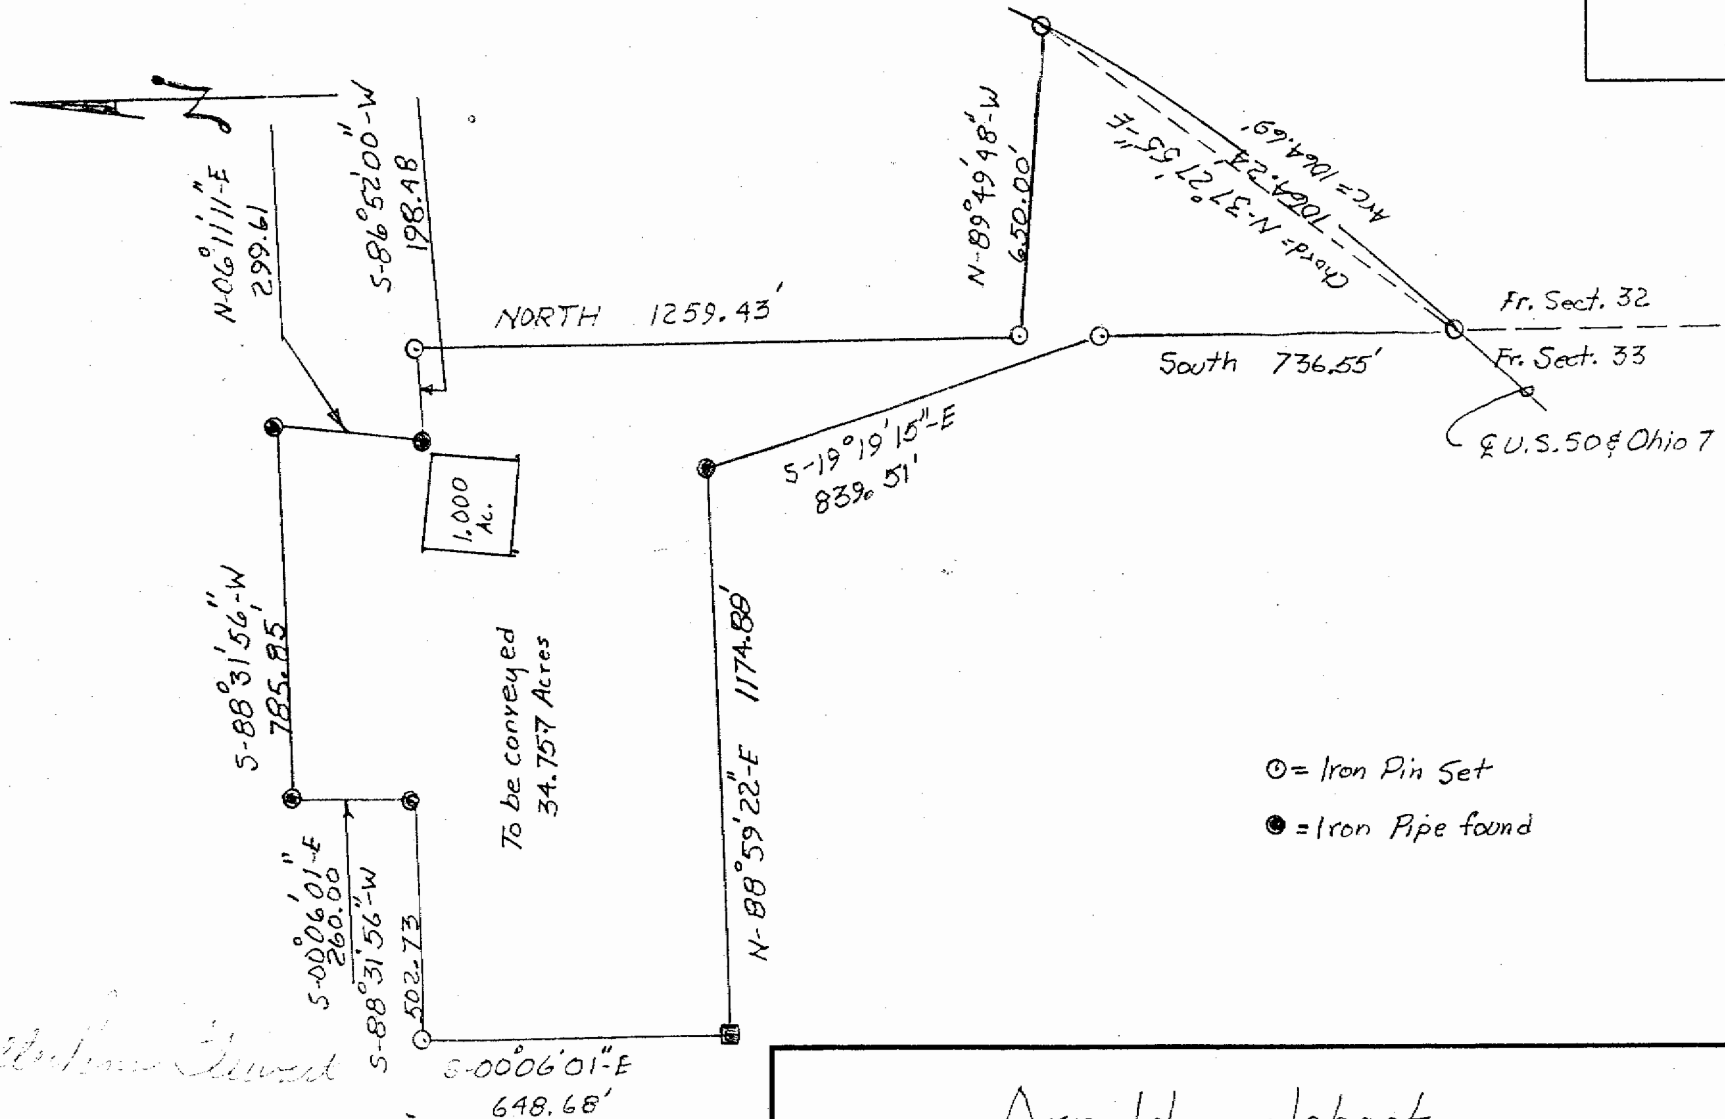 N-06°11'11"-E
299.61
S-86°52'00"-W
198.48
NORTH 1259.43'
N-89°49'48"-W
650.00'
Chord = N-37°27'55"-E
1064.24'
Arc = 1064.69'
Fr. Sect. 32
Fr. Sect. 33
South 736.55'
℄ U.S. 50 & Ohio 7
S-19°19'15"-E
839.51'
1.000
Ac.
S-88°31'56"-W
785.85'
To be conveyed
34.757 Acres
N-88°59'22"-E 1174.88'
⊙ = Iron Pin Set
= Iron Pipe found
S-00°06'01"-E
260.00
S-88°31'56"-W
502.73
S-00°06'01"-E
648.68'